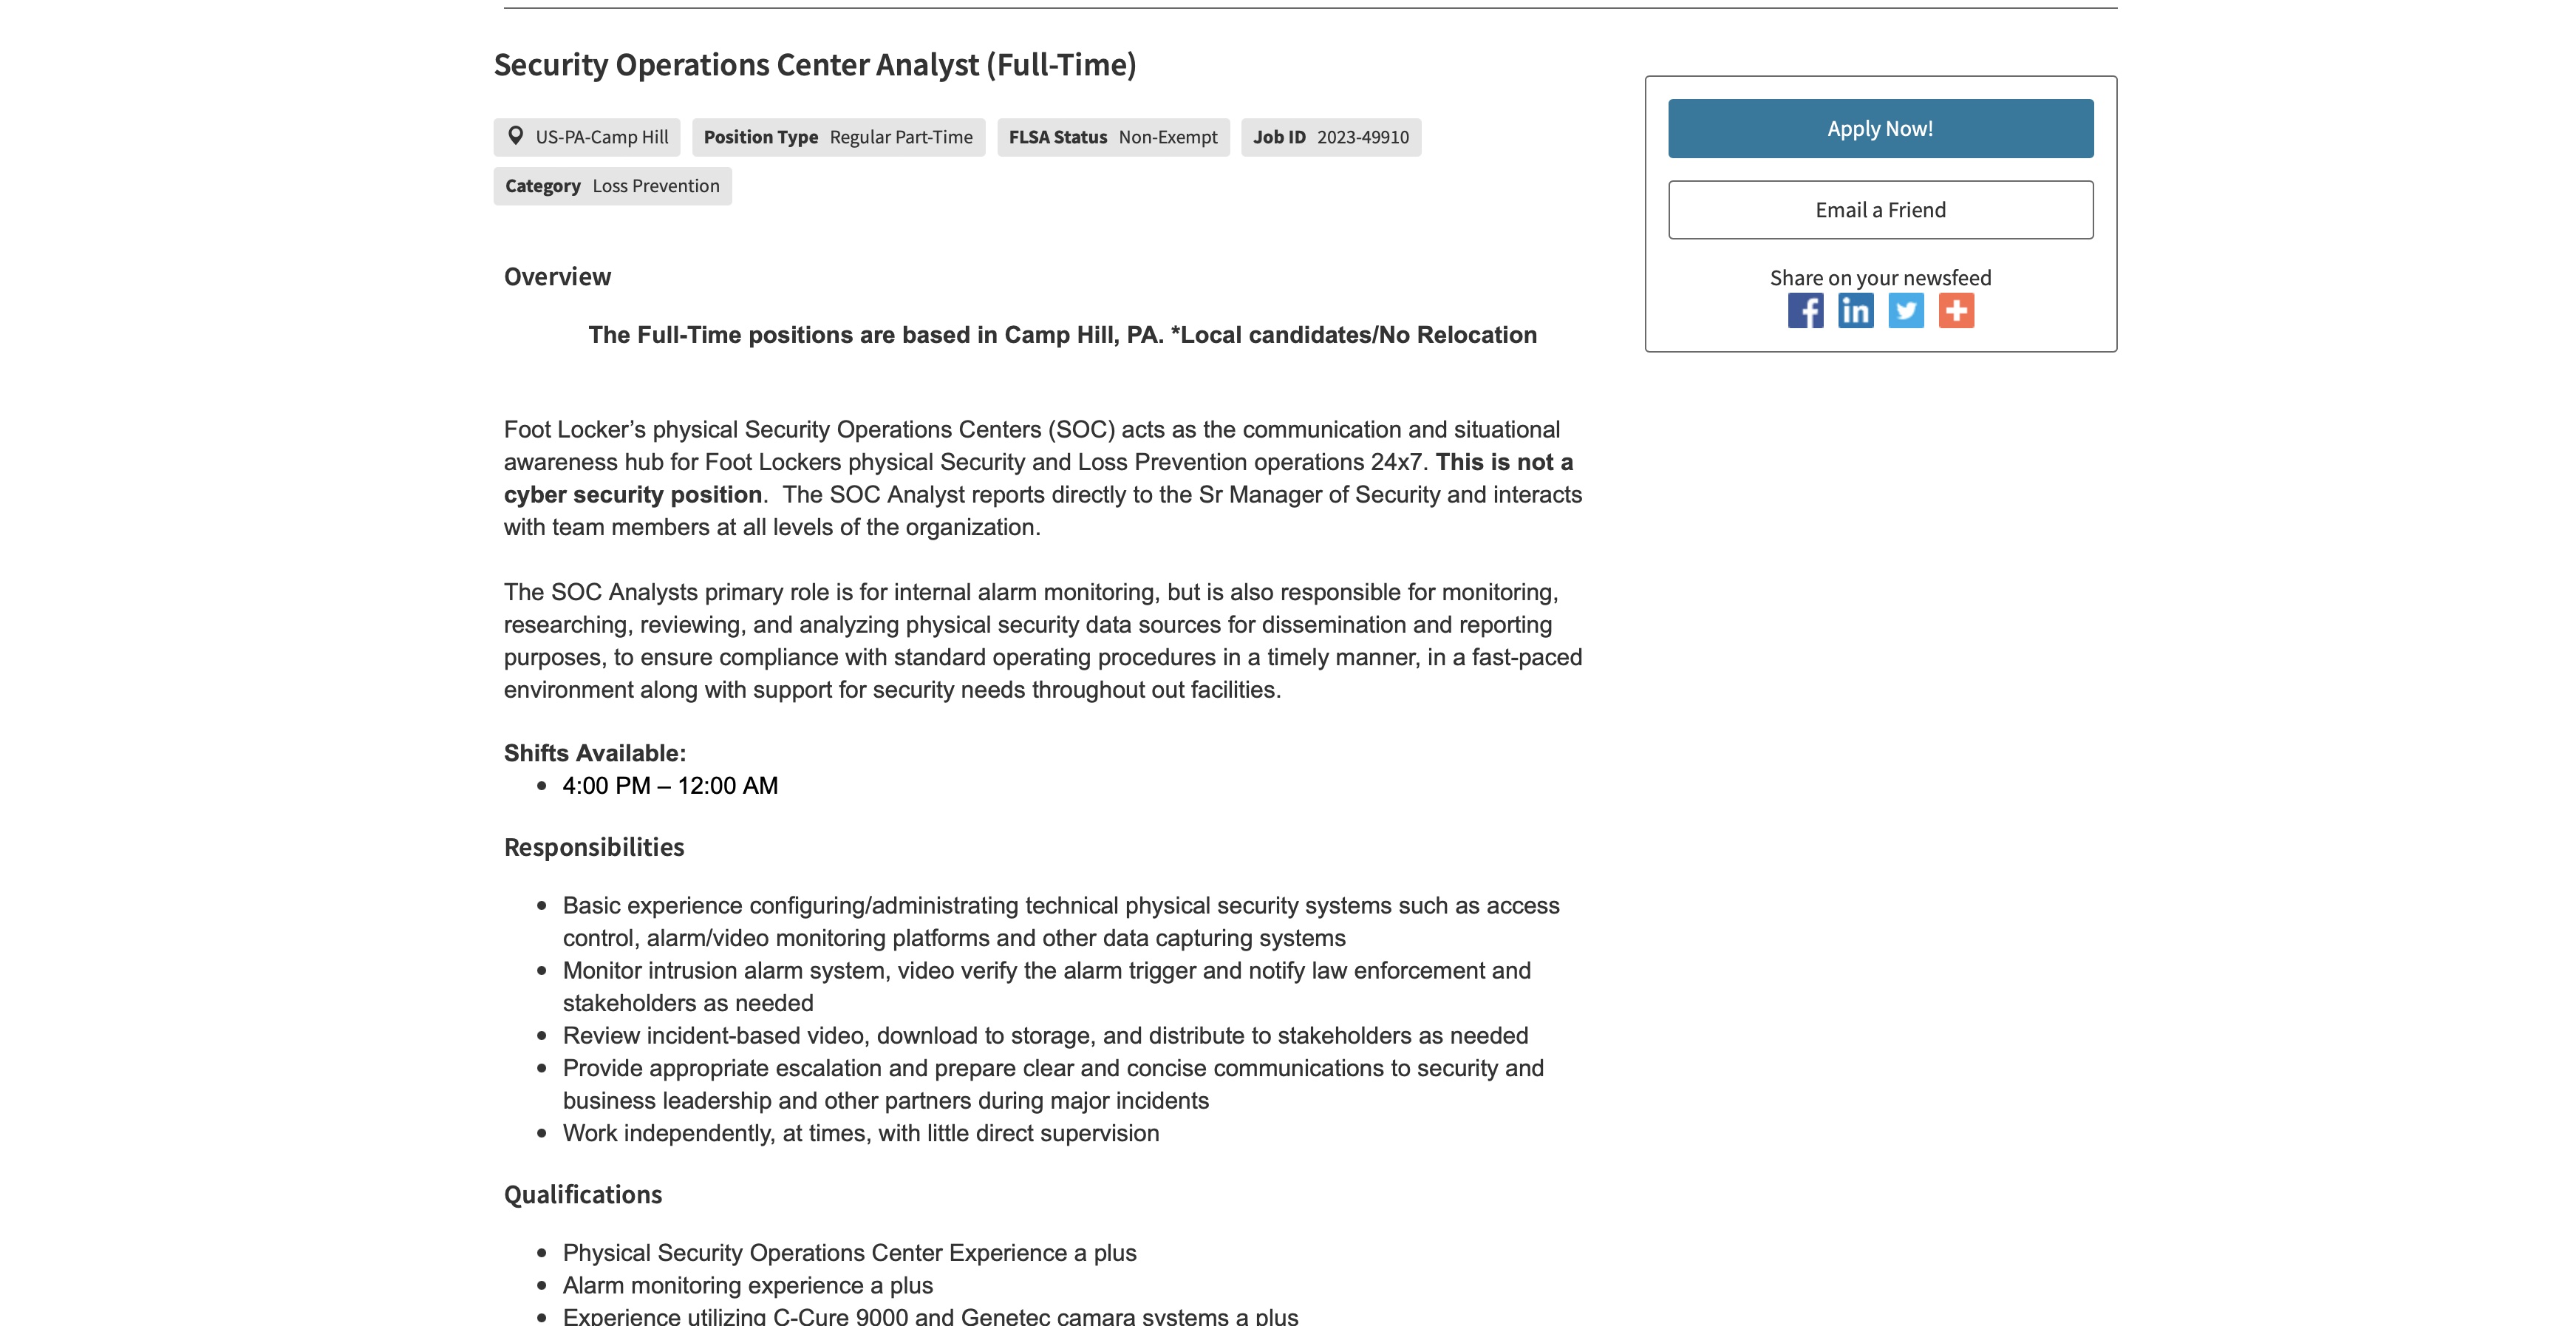 Security Operations Center Analyst (Full-Time)
US-PA-Camp Hill Position Type Regular Part-Time FLSA Status Non-Exempt Job ID 2023-49910
Category Loss Prevention
Apply Now!
Email a Friend
Share on your newsfeed
Overview
The Full-Time positions are based in Camp Hill, PA. *Local candidates/No Relocation
Foot Locker’s physical Security Operations Centers (SOC) acts as the communication and situational
awareness hub for Foot Lockers physical Security and Loss Prevention operations 24x7. This is not a
cyber security position.  The SOC Analyst reports directly to the Sr Manager of Security and interacts
with team members at all levels of the organization.
The SOC Analysts primary role is for internal alarm monitoring, but is also responsible for monitoring,
researching, reviewing, and analyzing physical security data sources for dissemination and reporting
purposes, to ensure compliance with standard operating procedures in a timely manner, in a fast-paced
environment along with support for security needs throughout out facilities.
Shifts Available:
• 4:00 PM – 12:00 AM
Responsibilities
• Basic experience configuring/administrating technical physical security systems such as access
control, alarm/video monitoring platforms and other data capturing systems
• Monitor intrusion alarm system, video verify the alarm trigger and notify law enforcement and
stakeholders as needed
• Review incident-based video, download to storage, and distribute to stakeholders as needed
• Provide appropriate escalation and prepare clear and concise communications to security and
business leadership and other partners during major incidents
• Work independently, at times, with little direct supervision
Qualifications
• Physical Security Operations Center Experience a plus
• Alarm monitoring experience a plus
• Experience utilizing C-Cure 9000 and Genetec camara systems a plus